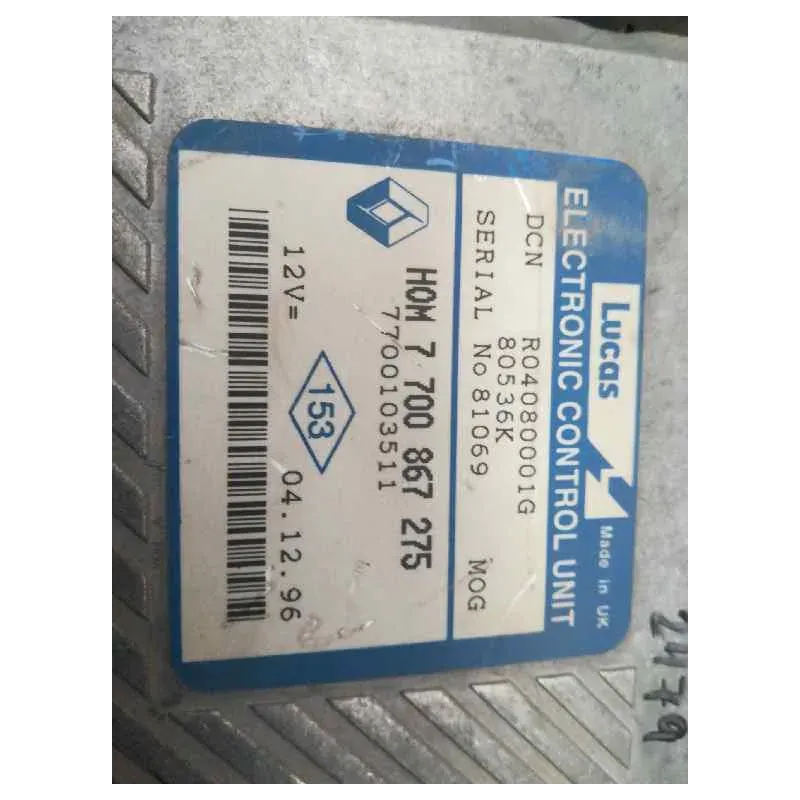 Lucas
Made in UK
ELECTRONIC CONTROL UNIT
DCN R04080001G
80536K
SERIAL No 81069 MOG
HOM 7 700 867 275
7700103511
153
12V= 04.12.96
2479